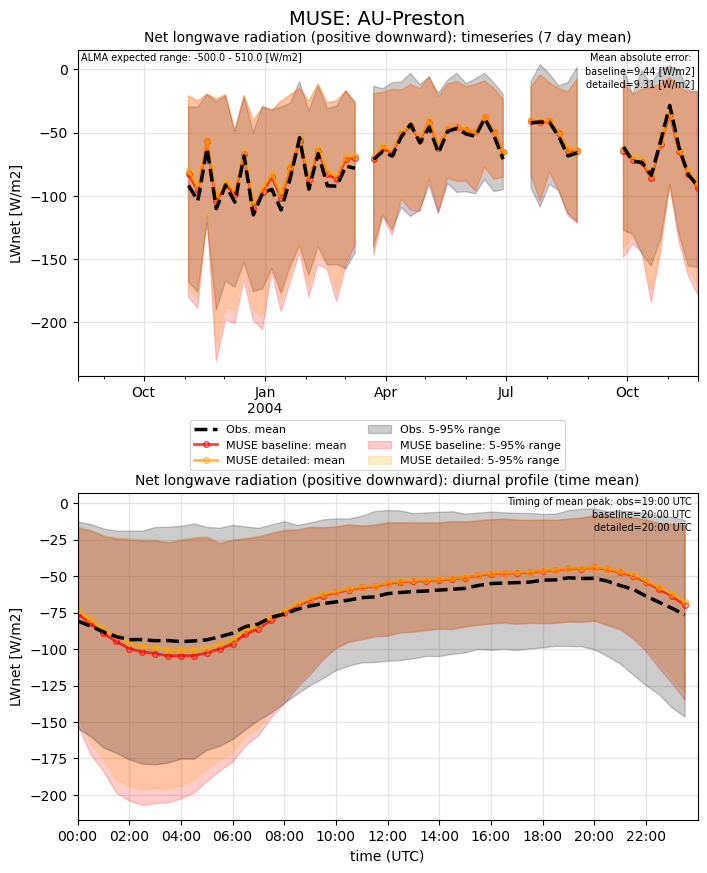 MUSE: AU-Preston
Net longwave radiation (positive downward): timeseries (7 day mean)
ALMA expected range: -500.0 - 510.0 [W/m2]
Mean absolute error:
baseline=9.44 [W/m2]
detailed=9.31 [W/m2]
LWnet [W/m2]
0
−50
−100
−150
−200
Oct
Jan
2004
Apr
Jul
Oct
Obs. mean
MUSE baseline: mean
MUSE detailed: mean
Obs. 5-95% range
MUSE baseline: 5-95% range
MUSE detailed: 5-95% range
Net longwave radiation (positive downward): diurnal profile (time mean)
Timing of mean peak: obs=19:00 UTC
baseline=20:00 UTC
detailed=20:00 UTC
LWnet [W/m2]
0
−25
−50
−75
−100
−125
−150
−175
−200
00:00 02:00 04:00 06:00 08:00 10:00 12:00 14:00 16:00 18:00 20:00 22:00
time (UTC)